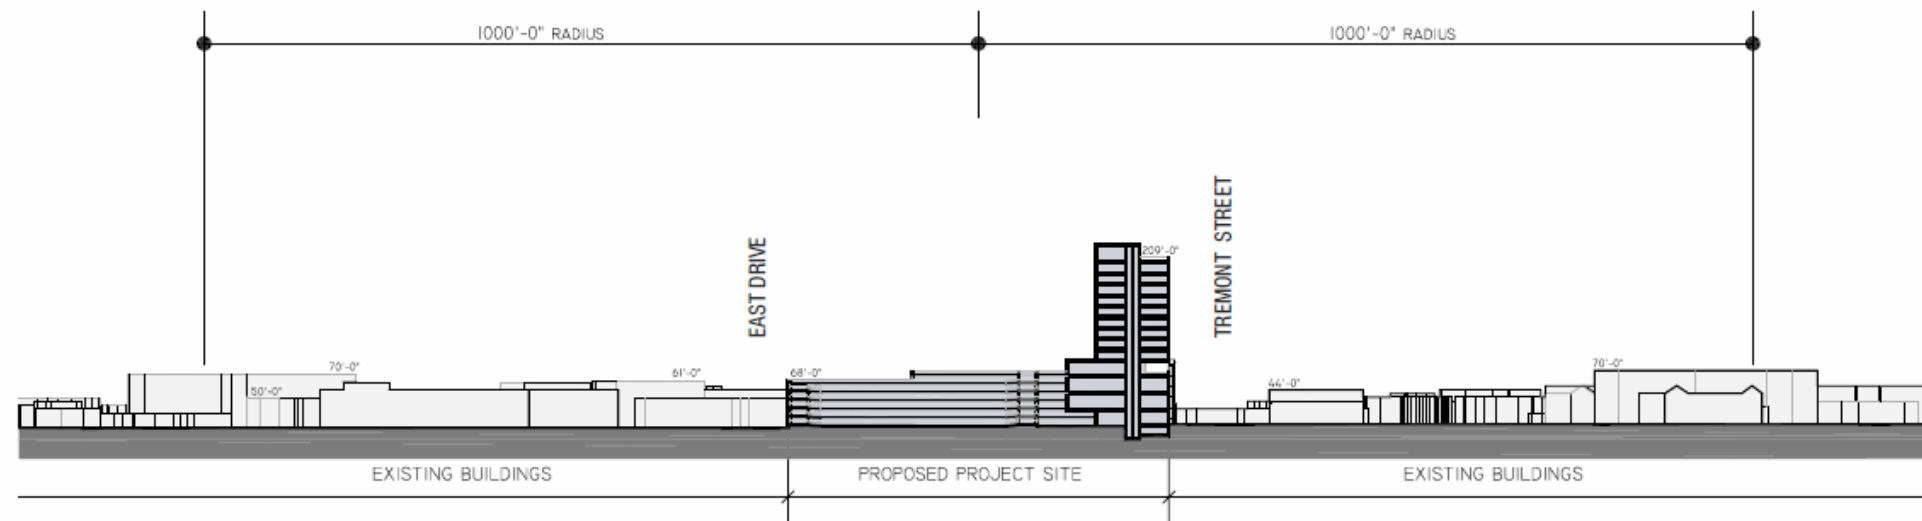 1000'-0" RADIUS
1000'-0" RADIUS
EAST DRIVE
TREMONT STREET
209'-0"
70'-0"
50'-0"
61'-0"
68'-0"
44'-0"
70'-0"
EXISTING BUILDINGS
PROPOSED PROJECT SITE
EXISTING BUILDINGS